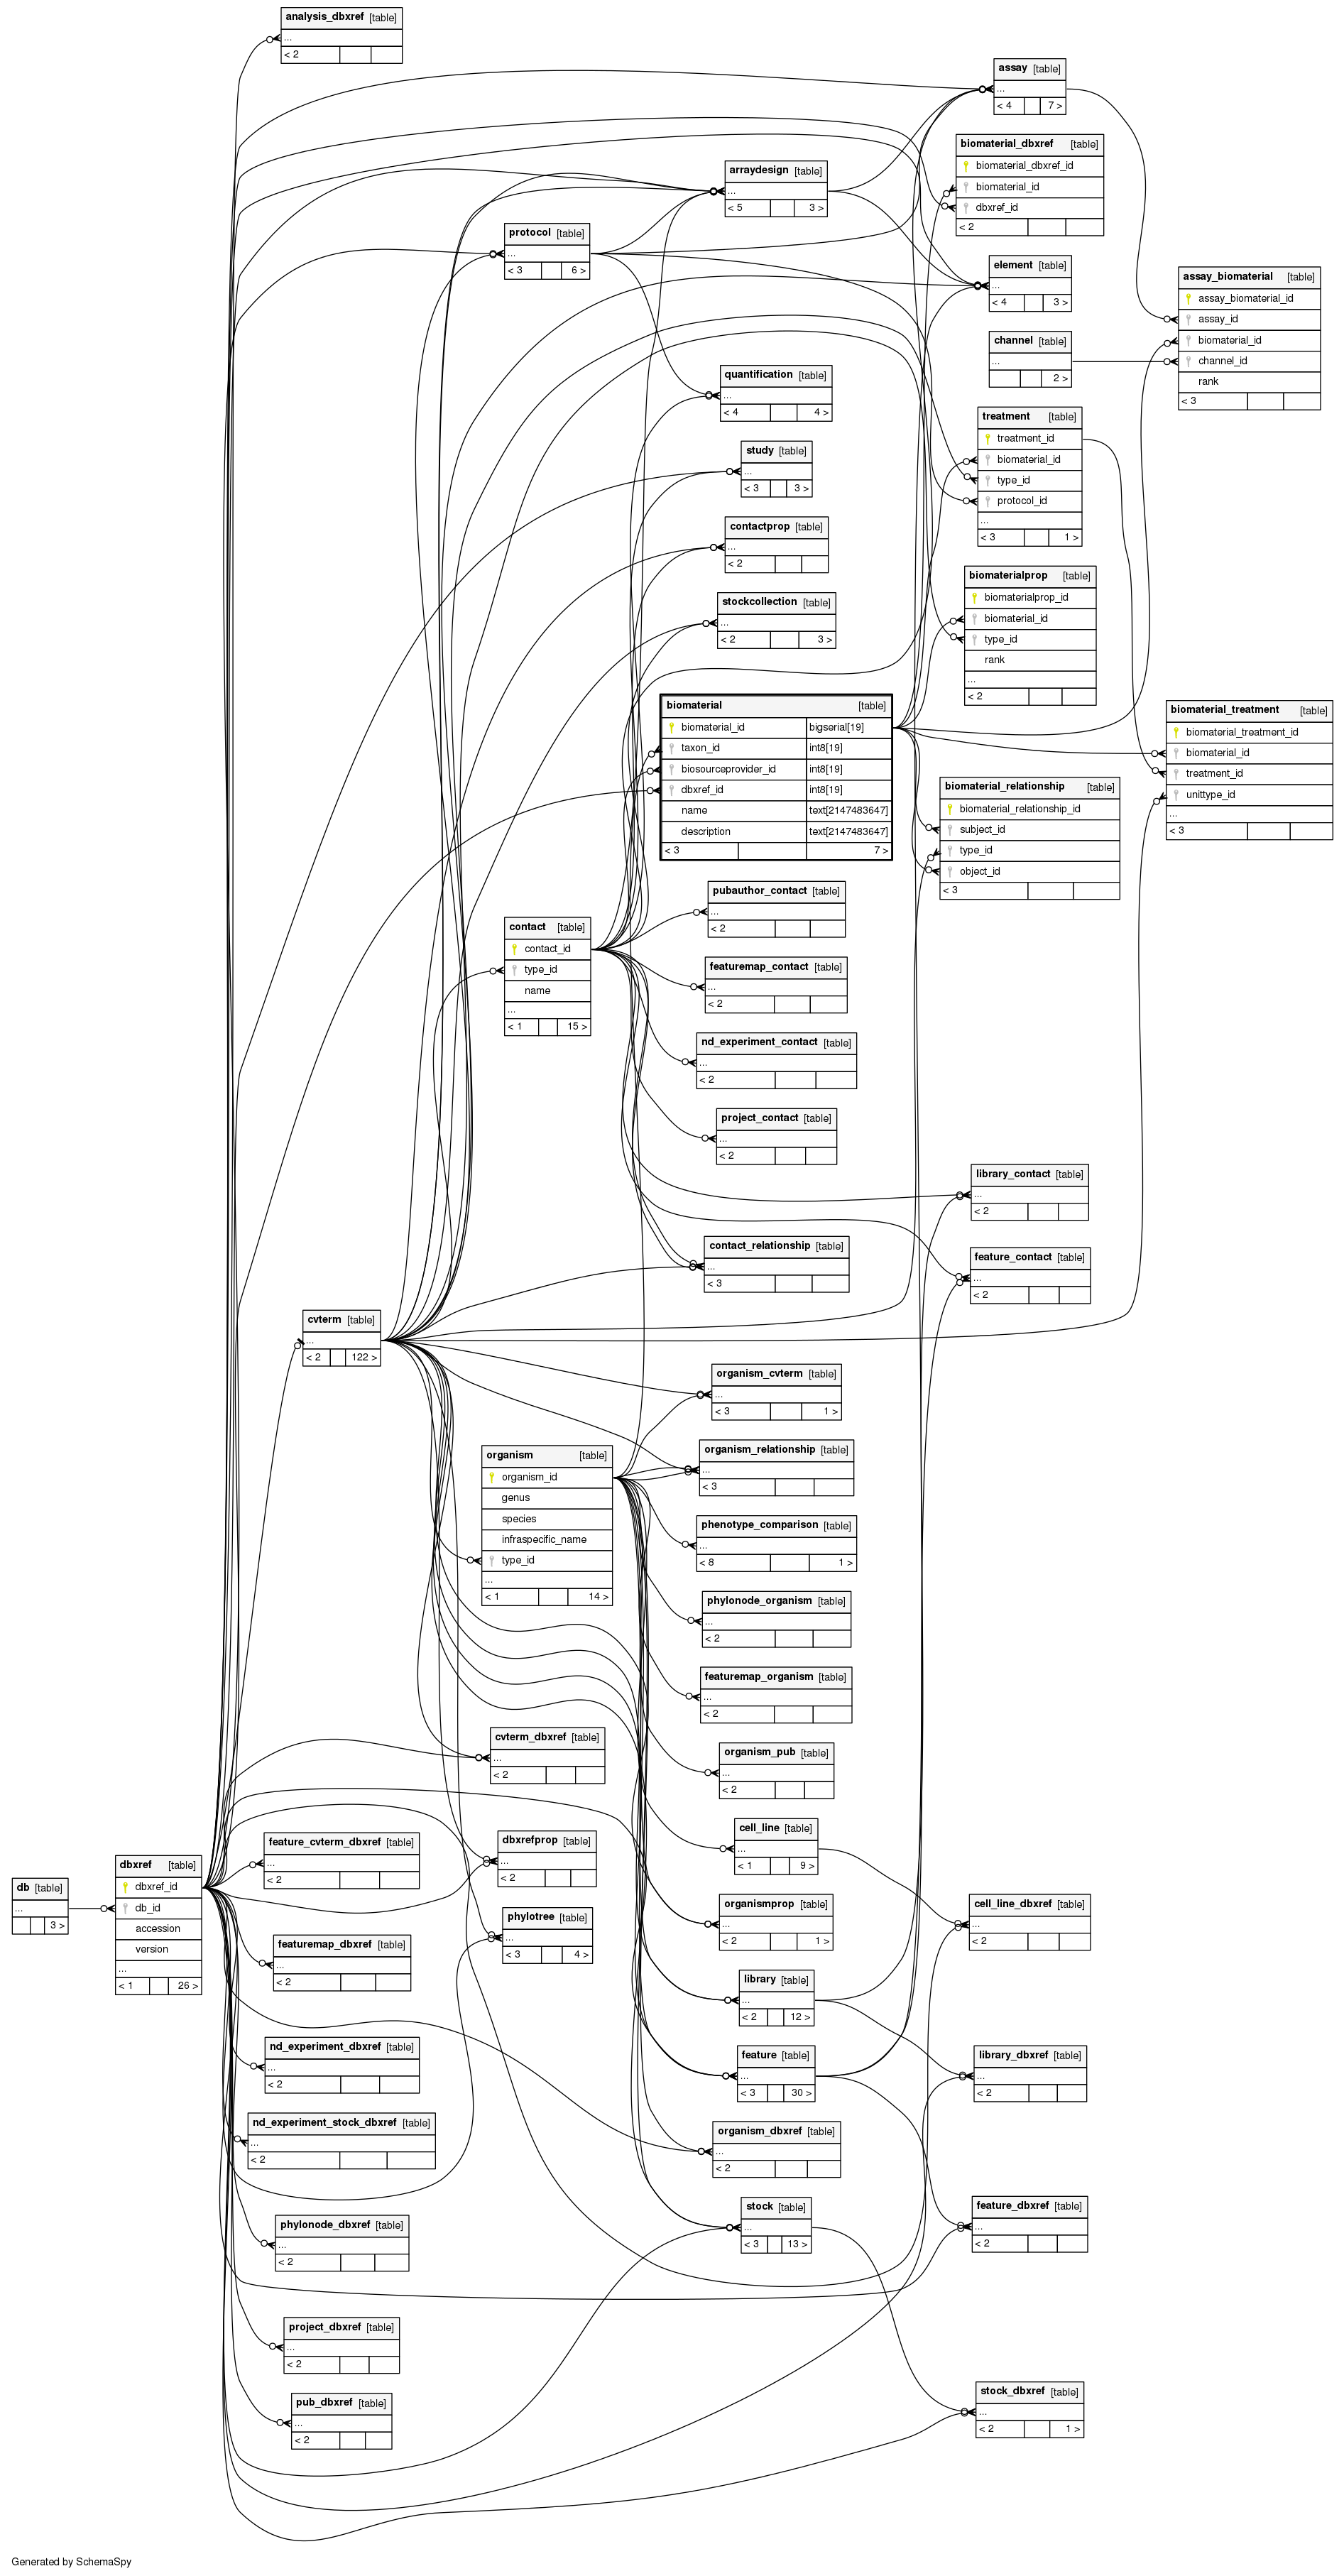 analysis_dbxref [table]
...
< 2
assay [table]
...
< 4 7 >
biomaterial_dbxref [table]
biomaterial_dbxref_id
biomaterial_id
dbxref_id
< 2
arraydesign [table]
...
< 5 3 >
protocol [table]
...
< 3 6 >
element [table]
...
< 4 3 >
assay_biomaterial [table]
assay_biomaterial_id
assay_id
biomaterial_id
channel_id
rank
< 3
channel [table]
...
2 >
quantification [table]
...
< 4 4 >
treatment [table]
treatment_id
biomaterial_id
type_id
protocol_id
...
< 3 1 >
study [table]
...
< 3 3 >
contactprop [table]
...
< 2
biomaterialprop [table]
biomaterialprop_id
biomaterial_id
type_id
rank
...
< 2
stockcollection [table]
...
< 2 3 >
biomaterial [table]
biomaterial_id bigserial[19]
taxon_id int8[19]
biosourceprovider_id int8[19]
dbxref_id int8[19]
name text[2147483647]
description text[2147483647]
< 3 7 >
biomaterial_treatment [table]
biomaterial_treatment_id
biomaterial_id
treatment_id
unittype_id
...
< 3
biomaterial_relationship [table]
biomaterial_relationship_id
subject_id
type_id
object_id
< 3
pubauthor_contact [table]
...
< 2
contact [table]
contact_id
type_id
name
...
< 1 15 >
featuremap_contact [table]
...
< 2
nd_experiment_contact [table]
...
< 2
project_contact [table]
...
< 2
library_contact [table]
...
< 2
contact_relationship [table]
...
< 3
feature_contact [table]
...
< 2
cvterm [table]
...
< 2 122 >
organism_cvterm [table]
...
< 3 1 >
organism_relationship [table]
...
< 3
organism [table]
organism_id
genus
species
infraspecific_name
type_id
...
< 1 14 >
phenotype_comparison [table]
...
< 8 1 >
phylonode_organism [table]
...
< 2
featuremap_organism [table]
...
< 2
cvterm_dbxref [table]
...
< 2
organism_pub [table]
...
< 2
cell_line [table]
...
< 1 9 >
feature_cvterm_dbxref [table]
...
< 2
dbxrefprop [table]
...
< 2
dbxref [table]
dbxref_id
db_id
accession
version
...
< 1 26 >
db [table]
...
3 >
organismprop [table]
...
< 2 1 >
cell_line_dbxref [table]
...
< 2
phylotree [table]
...
< 3 4 >
featuremap_dbxref [table]
...
< 2
library [table]
...
< 2 12 >
nd_experiment_dbxref [table]
...
< 2
feature [table]
...
< 3 30 >
library_dbxref [table]
...
< 2
nd_experiment_stock_dbxref [table]
...
< 2
organism_dbxref [table]
...
< 2
stock [table]
...
< 3 13 >
feature_dbxref [table]
...
< 2
phylonode_dbxref [table]
...
< 2
project_dbxref [table]
...
< 2
stock_dbxref [table]
...
< 2 1 >
pub_dbxref [table]
...
< 2
Generated by SchemaSpy